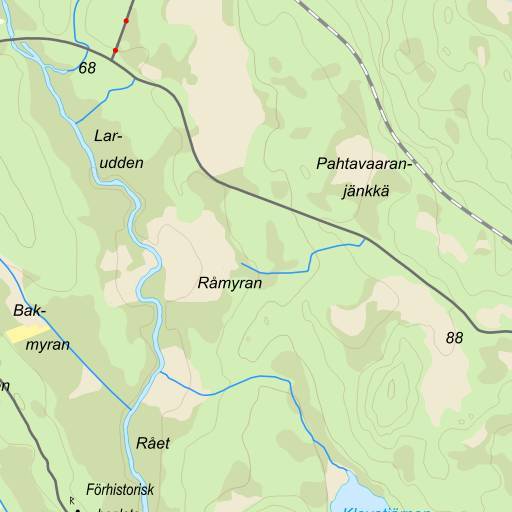 68
Lar-
udden
Pahtavaaran-
jänkkä
Råmyran
Bak-
myran
88
Rået
Förhistorisk
R